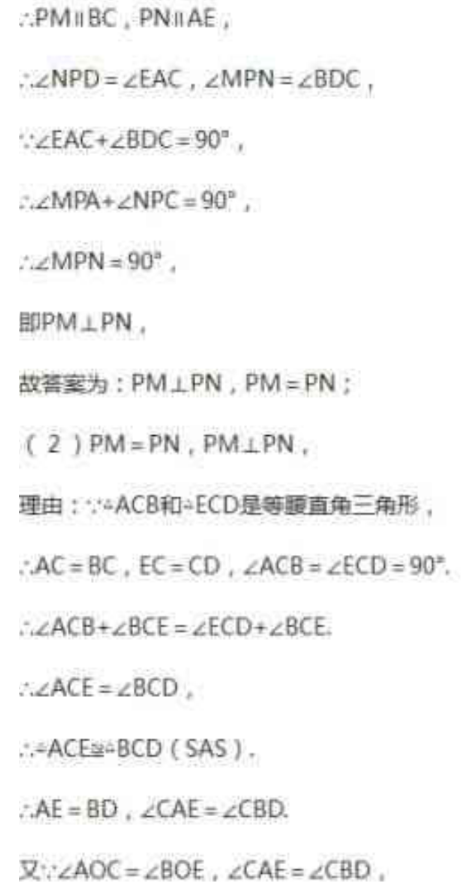 ∴PM∥BC，PN∥AE，
∴∠NPD=∠EAC，∠MPN=∠BDC，
∵∠EAC+∠BDC=90°，
∴∠MPA+∠NPC=90°，
∴∠MPN=90°，
即PM⊥PN，
故答案为：PM⊥PN，PM=PN；
（2）PM=PN，PM⊥PN，
理由：∵△ACB和△ECD是等腰直角三角形，
∴AC=BC，EC=CD，∠ACB=∠ECD=90°.
∴∠ACB+∠BCE=∠ECD+∠BCE.
∴∠ACE=∠BCD，
∴△ACE≌△BCD（SAS）.
∴AE=BD，∠CAE=∠CBD.
又∵∠AOC=∠BOE，∠CAE=∠CBD，